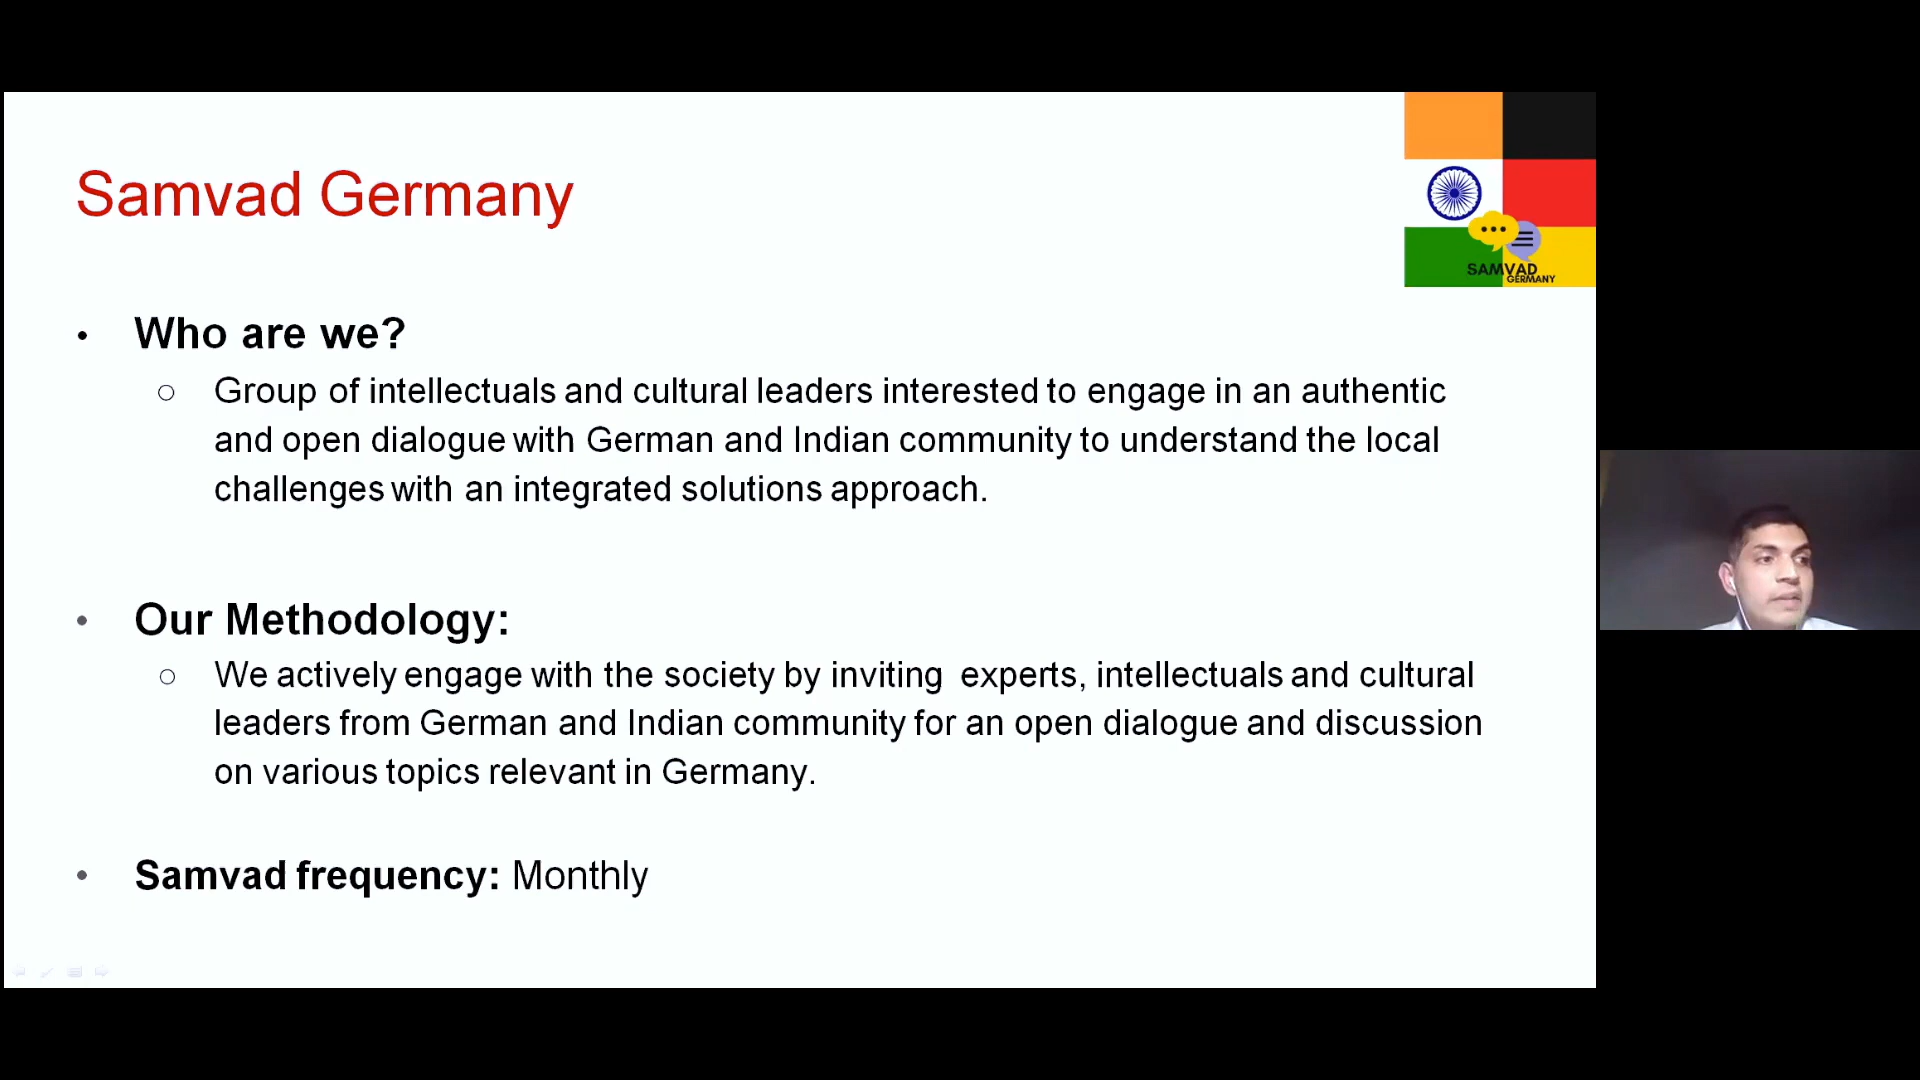 Samvad Germany
SAMVAD
GERMANY
• Who are we?
○ Group of intellectuals and cultural leaders interested to engage in an authentic
and open dialogue with German and Indian community to understand the local
challenges with an integrated solutions approach.
• Our Methodology:
○ We actively engage with the society by inviting  experts, intellectuals and cultural
leaders from German and Indian community for an open dialogue and discussion
on various topics relevant in Germany.
• Samvad frequency: Monthly